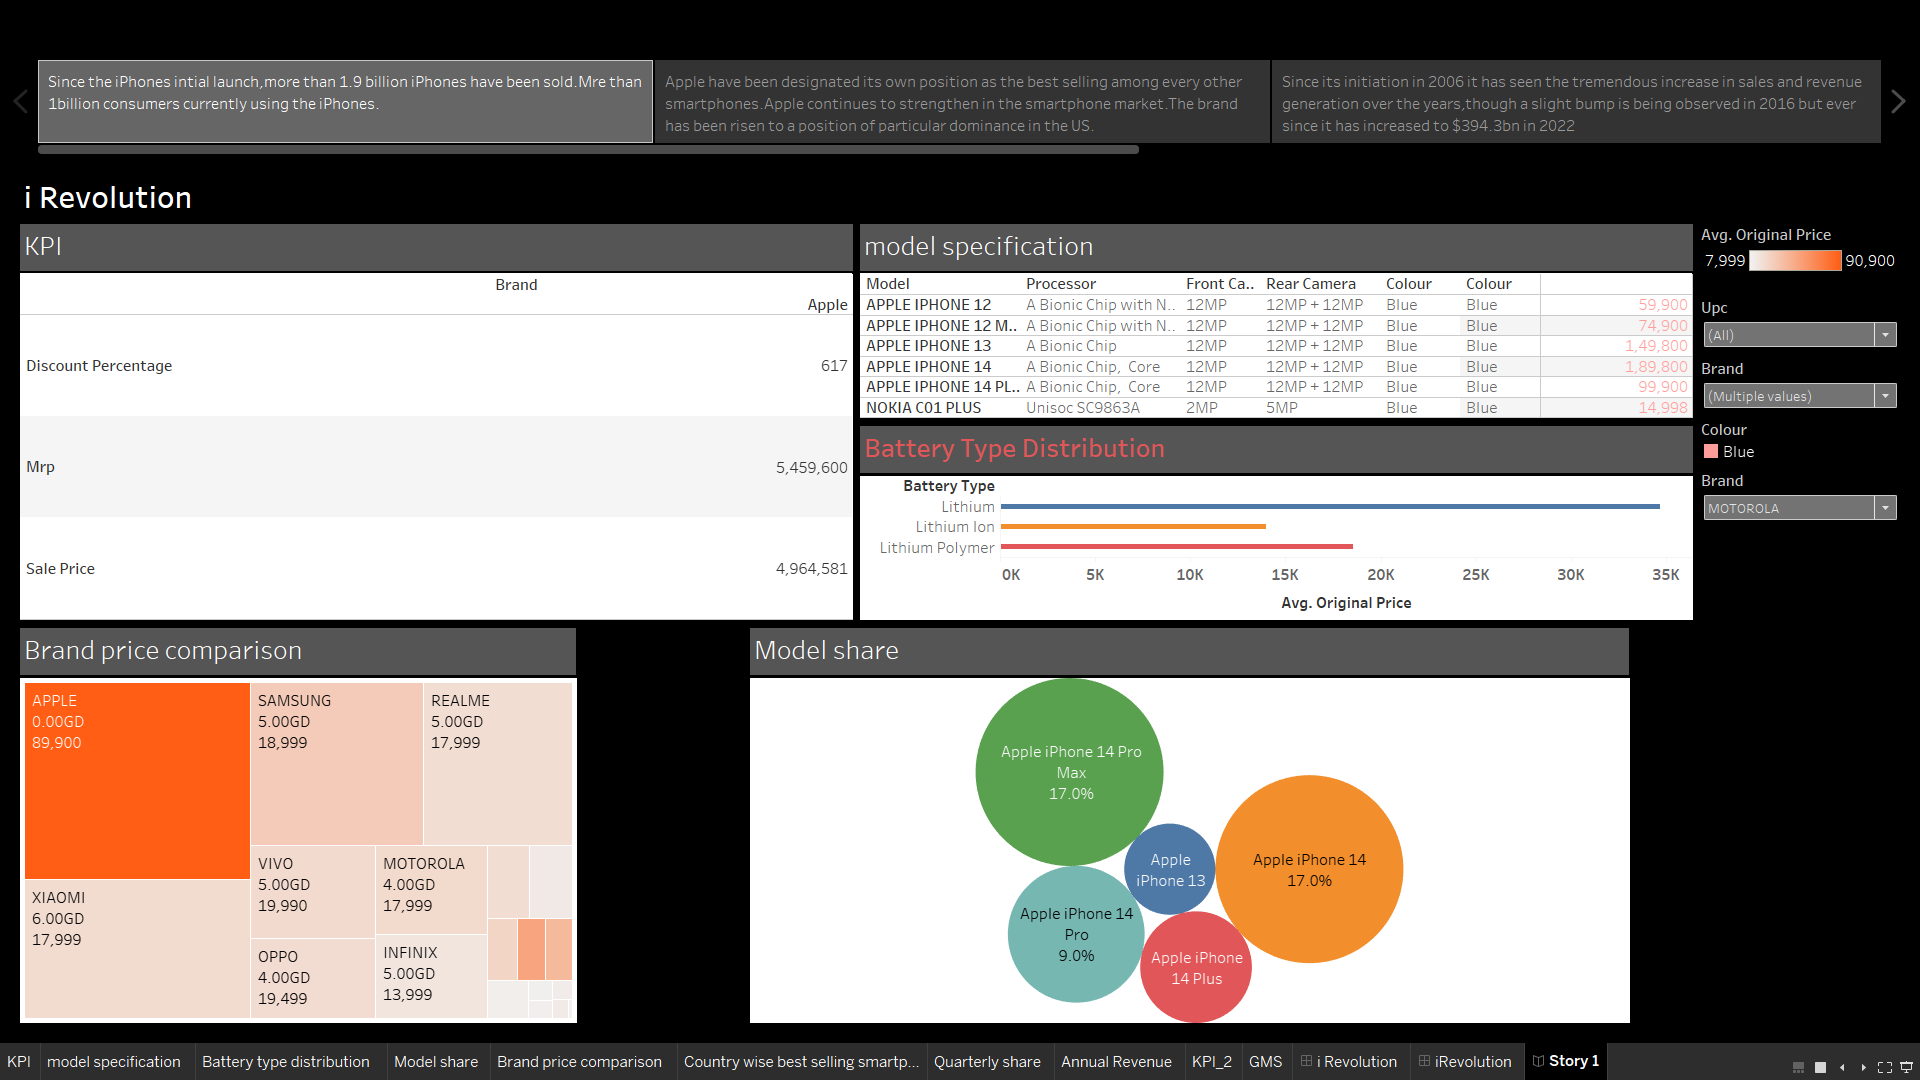 Since the iPhones intial launch,more than 1.9 billion iPhones have been sold.Mre than
1billion consumers currently using the iPhones.
Apple have been designated its own position as the best selling among every other
smartphones.Apple continues to strengthen in the smartphone market.The brand
has been risen to a position of particular dominance in the US.
Since its initiation in 2006 it has seen the tremendous increase in sales and revenue
generation over the years,though a slight bump is being observed in 2016 but ever
since it has increased to $394.3bn in 2022
i Revolution
KPI
Brand
Apple
Discount Percentage 617
Mrp 5,459,600
Sale Price 4,964,581
model specification
Model Processor Front Ca.. Rear Camera Colour Colour
APPLE IPHONE 12 A Bionic Chip with N.. 12MP 12MP + 12MP Blue Blue 59,900
APPLE IPHONE 12 M.. A Bionic Chip with N.. 12MP 12MP + 12MP Blue Blue 74,900
APPLE IPHONE 13 A Bionic Chip 12MP 12MP + 12MP Blue Blue 1,49,800
APPLE IPHONE 14 A Bionic Chip, Core 12MP 12MP + 12MP Blue Blue 1,89,800
APPLE IPHONE 14 PL.. A Bionic Chip, Core 12MP 12MP + 12MP Blue Blue 99,900
NOKIA C01 PLUS Unisoc SC9863A 2MP 5MP Blue Blue 14,998
Battery Type Distribution
Battery Type
Lithium
Lithium Ion
Lithium Polymer
0K 5K 10K 15K 20K 25K 30K 35K
Avg. Original Price
Avg. Original Price
7,999 90,900
Upc
(All)
Brand
(Multiple values)
Colour
Blue
Brand
MOTOROLA
Brand price comparison
APPLE
0.00GD
89,900
SAMSUNG
5.00GD
18,999
REALME
5.00GD
17,999
XIAOMI
6.00GD
17,999
VIVO
5.00GD
19,990
MOTOROLA
4.00GD
17,999
OPPO
4.00GD
19,499
INFINIX
5.00GD
13,999
Model share
Apple iPhone 14 Pro
Max
17.0%
Apple
iPhone 13
Apple iPhone 14
17.0%
Apple iPhone 14
Pro
9.0%
Apple iPhone
14 Plus
KPI model specification Battery type distribution Model share Brand price comparison Country wise best selling smartp... Quarterly share Annual Revenue KPI_2 GMS i Revolution iRevolution Story 1